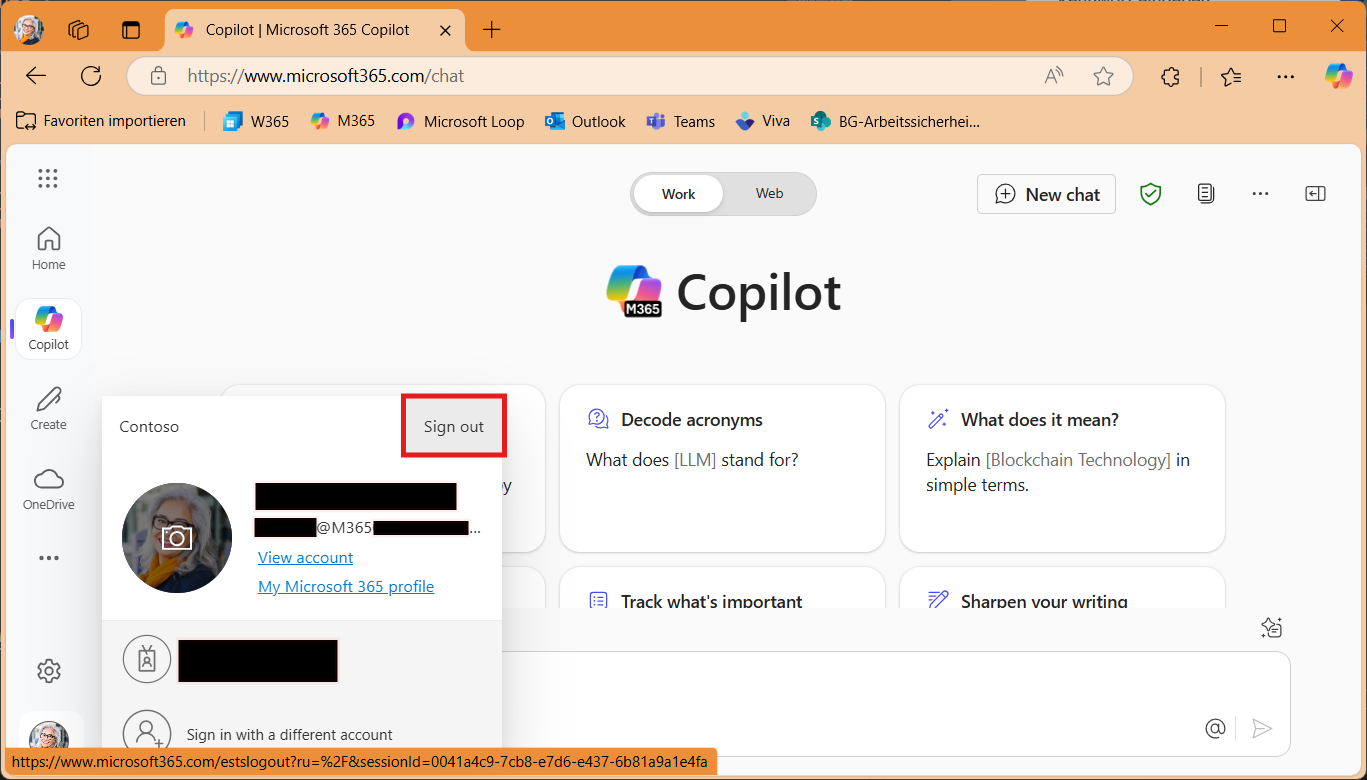 Copilot | Microsoft 365 Copilot
https://www.microsoft365.com/chat
Favoriten importieren
W365
M365
Microsoft Loop
Outlook
Teams
Viva
BG-Arbeitssicherhei...
Work
Web
New chat
Home
M365
Copilot
Copilot
Create
OneDrive
Contoso
Sign out
@M365
...
View account
My Microsoft 365 profile
Decode acronyms
What does [LLM] stand for?
What does it mean?
Explain [Blockchain Technology] in
simple terms.
Track what's important
Sharpen your writing
Sign in with a different account
https://www.microsoft365.com/estslogout?ru=%2F&sessionId=0041a4c9-7cb8-e7d6-e437-6b81a9a1e4fa